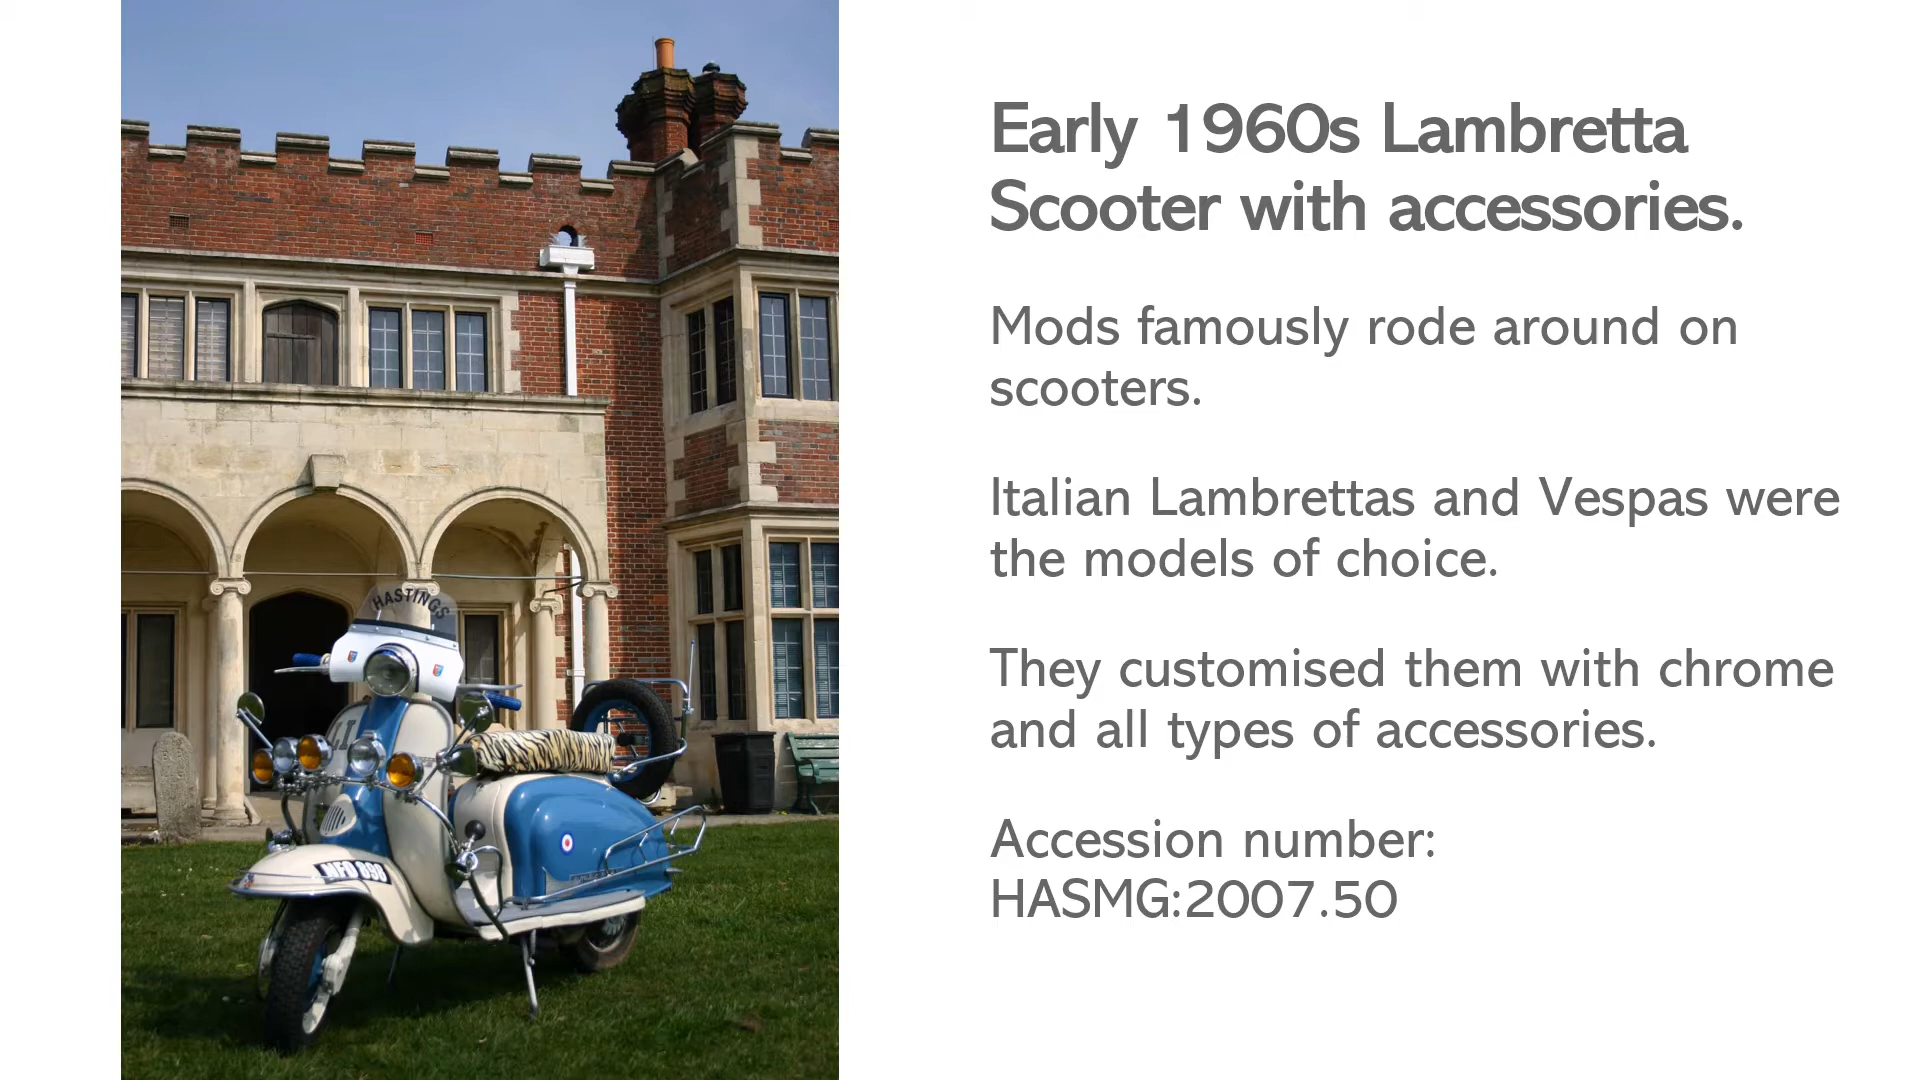 Early 1960s Lambretta
Scooter with accessories.
Mods famously rode around on
scooters.
Italian Lambrettas and Vespas were
the models of choice.
They customised them with chrome
and all types of accessories.
Accession number:
HASMG:2007.50
HASTINGS
LI